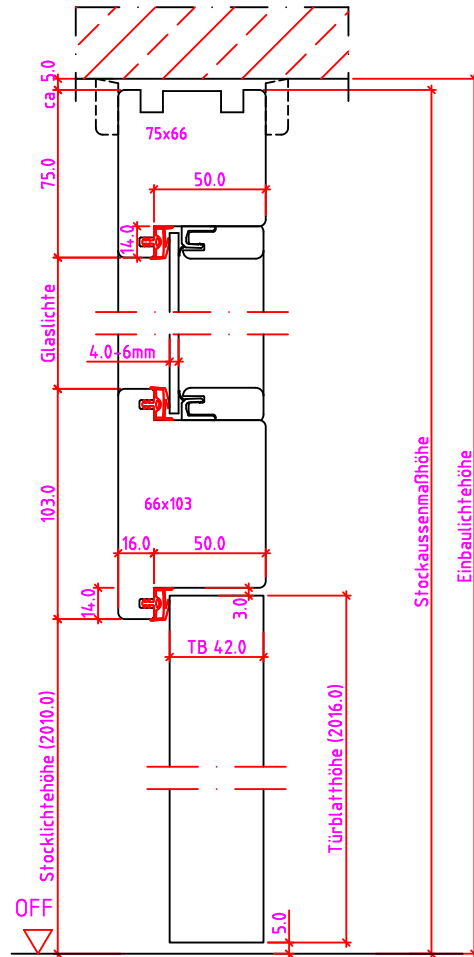 ca. 5.0
75x66
75.0
50.0
14.0
Glaslichte
4.0-6mm
103.0
66x103
16.0
50.0
14.0
3.0
TB 42.0
Stocklichtehöhe (2010.0)
Türblatthöhe (2016.0)
Stockaussenmaßhöhe
Einbaulichtehöhe
OFF
5.0